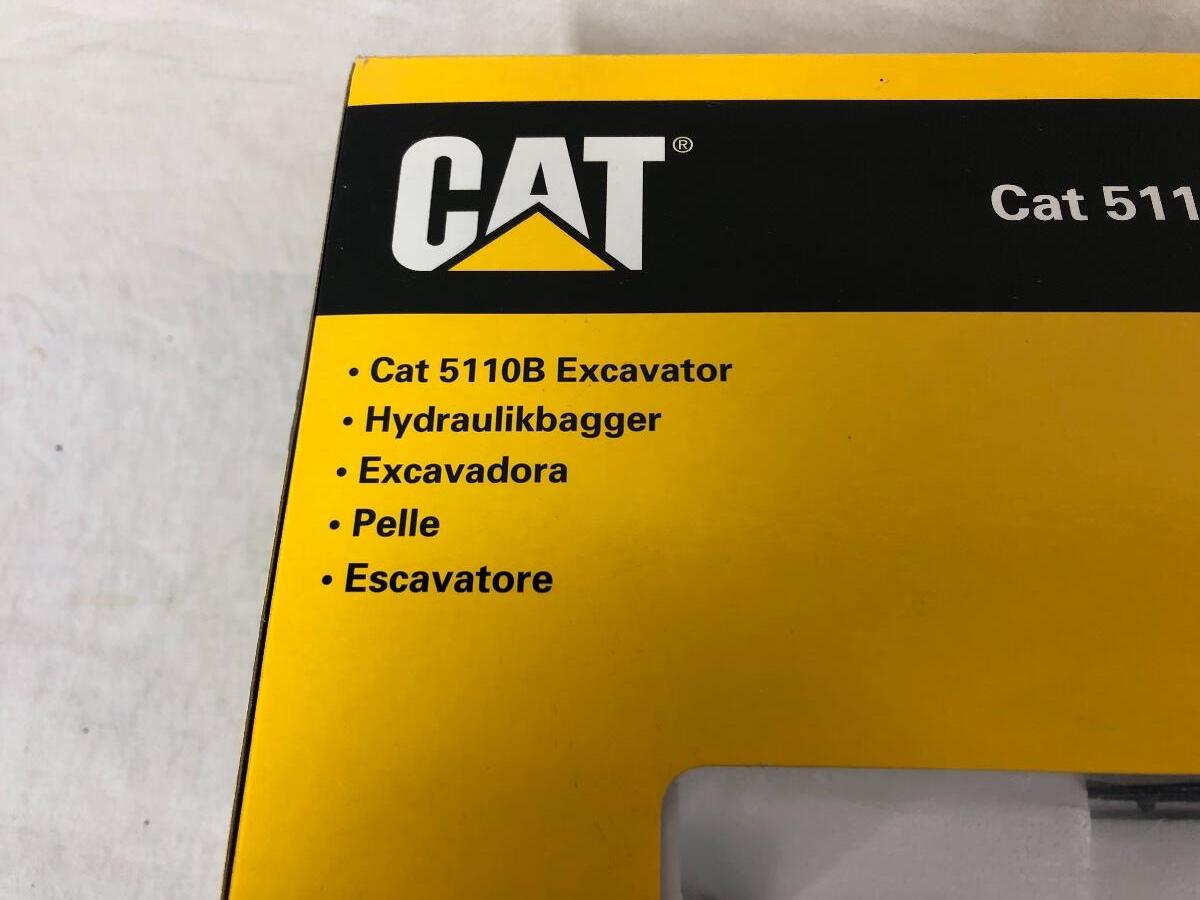 CAT®
Cat 511
• Cat 5110B Excavator
• Hydraulikbagger
• Excavadora
• Pelle
• Escavatore